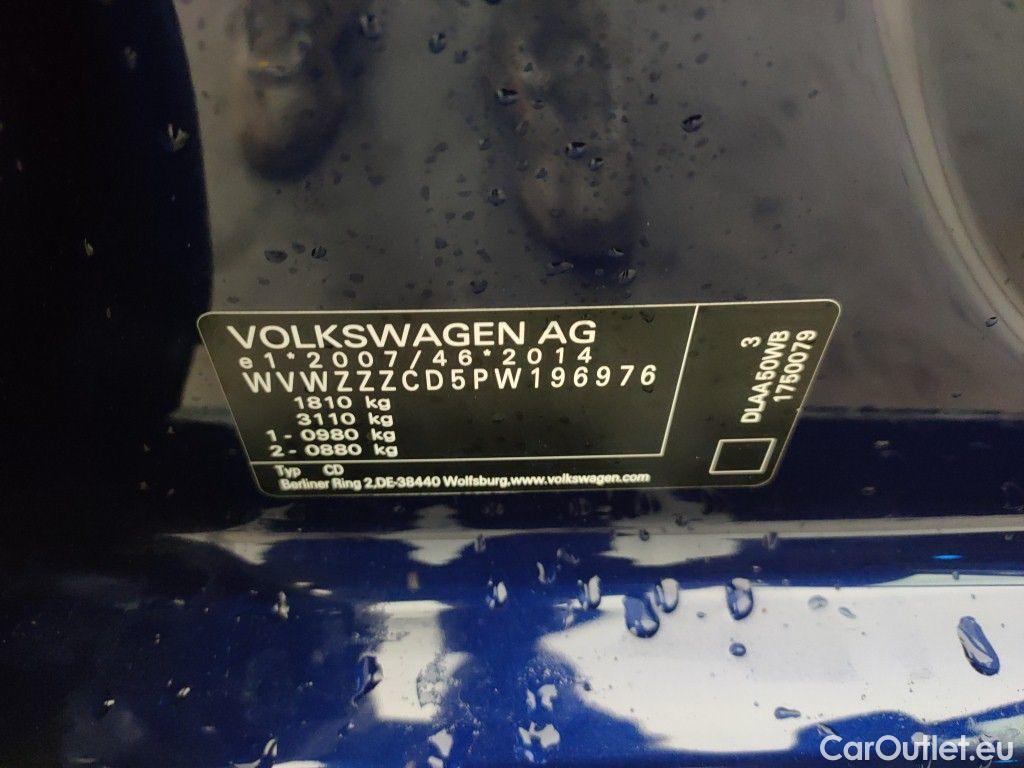 VOLKSWAGEN AG
e1*2007/46*2014
WVWZZZCD5PW196976
1810 kg
3110 kg
1- 0980 kg
2- 0880 kg
Typ CD
Berliner Ring 2,DE-38440 Wolfsburg,www.volkswagen.com
3
DLAA50WB
1750079
CarOutlet.eu